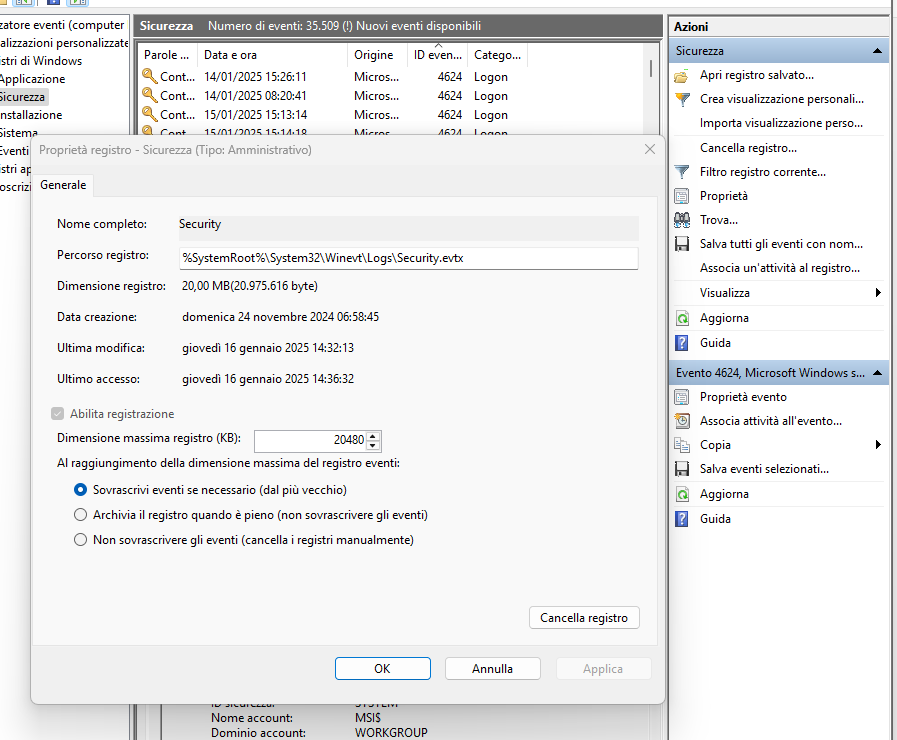 zatore eventi (computer
alizzazioni personalizzate
istri di Windows
Applicazione
Sicurezza
Installazione
Sistema
Eventi
istri ap
oscrizi
Sicurezza Numero di eventi: 35.509 (!) Nuovi eventi disponibili
Parole ... Data e ora Origine ID even... Catego...
Cont... 14/01/2025 15:26:11 Micros... 4624 Logon
Cont... 14/01/2025 08:20:41 Micros... 4624 Logon
Cont... 15/01/2025 15:13:14 Micros... 4624 Logon
Cont... 15/01/2025 15:14:18 Micros... 4624 Logon
Proprietà registro - Sicurezza (Tipo: Amministrativo)
Generale
Nome completo: Security
Percorso registro: %SystemRoot%\System32\Winevt\Logs\Security.evtx
Dimensione registro: 20,00 MB(20.975.616 byte)
Data creazione: domenica 24 novembre 2024 06:58:45
Ultima modifica: giovedì 16 gennaio 2025 14:32:13
Ultimo accesso: giovedì 16 gennaio 2025 14:36:32
Abilita registrazione
Dimensione massima registro (KB): 20480
Al raggiungimento della dimensione massima del registro eventi:
Sovrascrivi eventi se necessario (dal più vecchio)
Archivia il registro quando è pieno (non sovrascrivere gli eventi)
Non sovrascrivere gli eventi (cancella i registri manualmente)
Cancella registro
OK Annulla Applica
ID sicurezza: SYSTEM
Nome account: MSI$
Dominio account: WORKGROUP
Azioni
Sicurezza
Apri registro salvato...
Crea visualizzazione personali...
Importa visualizzazione perso...
Cancella registro...
Filtro registro corrente...
Proprietà
Trova...
Salva tutti gli eventi con nom...
Associa un'attività al registro...
Visualizza
Aggiorna
Guida
Evento 4624, Microsoft Windows s...
Proprietà evento
Associa attività all'evento...
Copia
Salva eventi selezionati...
Aggiorna
Guida